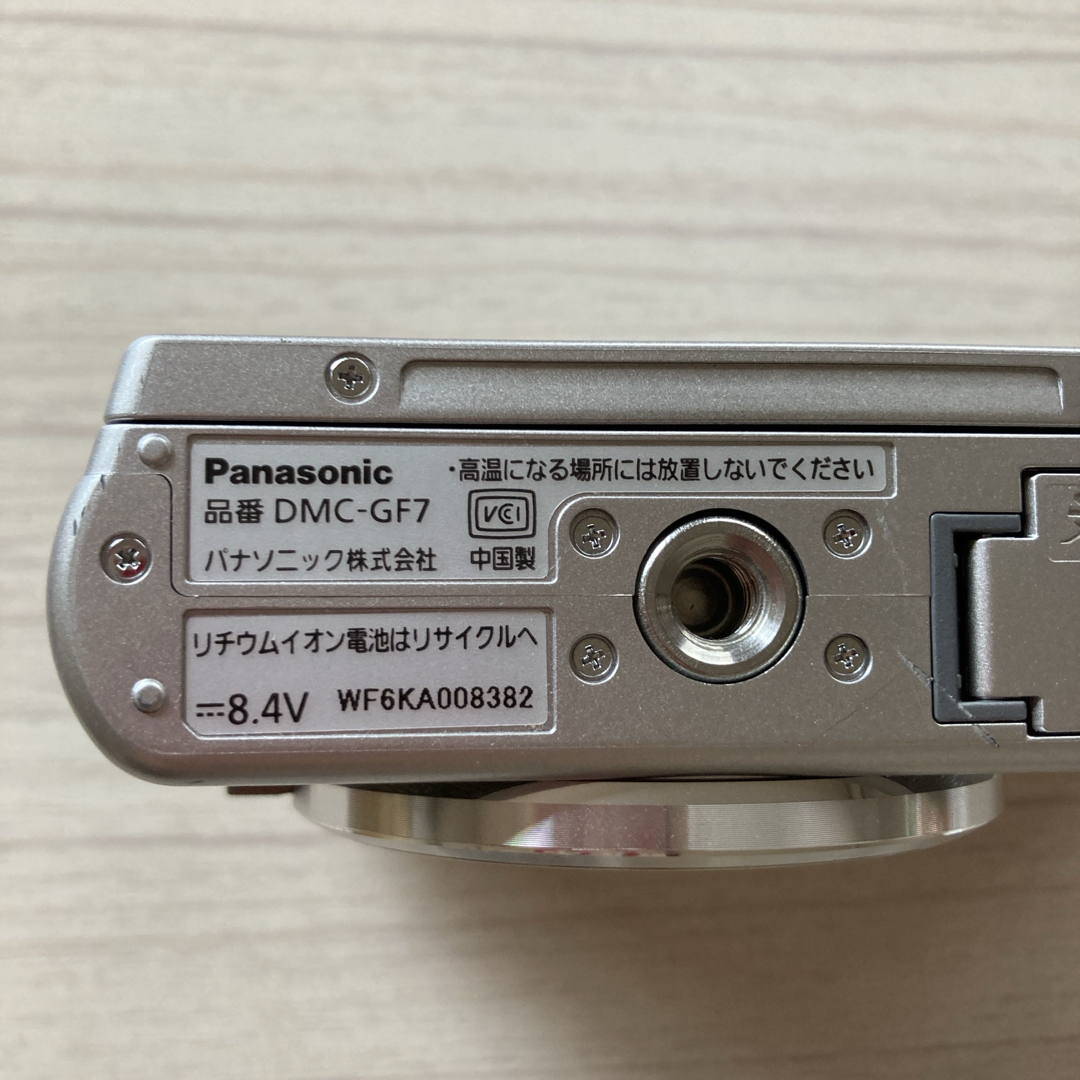 Panasonic
・高温になる場所には放置しないでください
品番 DMC-GF7
VCCI
パナソニック株式会社 中国製
リチウムイオン電池はリサイクルへ
8.4V WF6KA008382